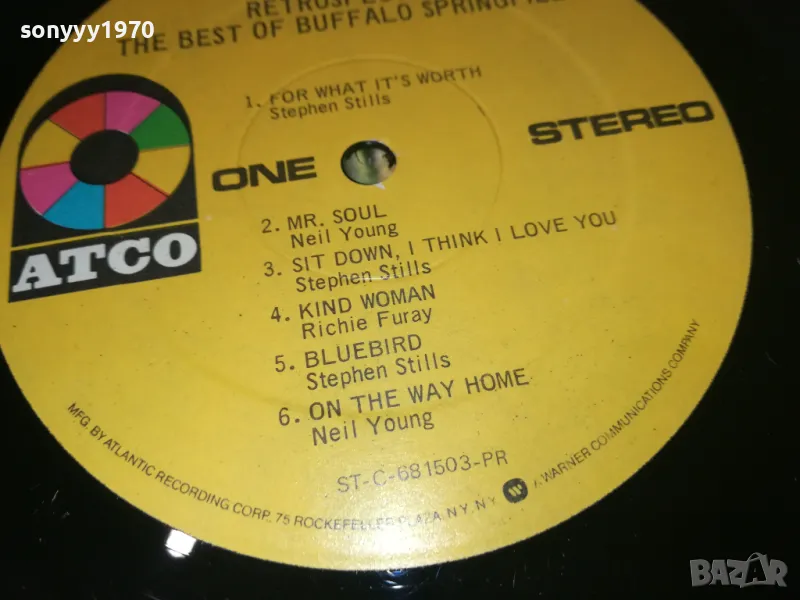 sonyyy1970
THE BEST OF BUFFALO
1. FOR WHAT IT'S WORTH
Stephen Stills
ONE
STEREO
ATCO
2. MR. SOUL
Neil Young
3. SIT DOWN, I THINK I LOVE YOU
Stephen Stills
4. KIND WOMAN
Richie Furay
5. BLUEBIRD
Stephen Stills
6. ON THE WAY HOME
Neil Young
ST-C-681503-PR
MFG. BY ATLANTIC RECORDING CORP. 75 ROCKEFELLER PLAZA, N.Y. N.Y. A WARNER COMMUNICATIONS COMPANY
BAZAR